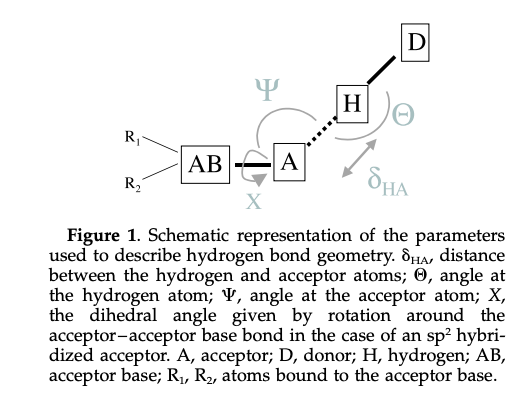 D
Ψ
H
Θ
R₁
AB
A
R₂
X
δHA
Figure 1. Schematic representation of the parameters
used to describe hydrogen bond geometry. δHA, distance
between the hydrogen and acceptor atoms; Θ, angle at
the hydrogen atom; Ψ, angle at the acceptor atom; X,
the dihedral angle given by rotation around the
acceptor–acceptor base bond in the case of an sp² hybri-
dized acceptor. A, acceptor; D, donor; H, hydrogen; AB,
acceptor base; R₁, R₂, atoms bound to the acceptor base.